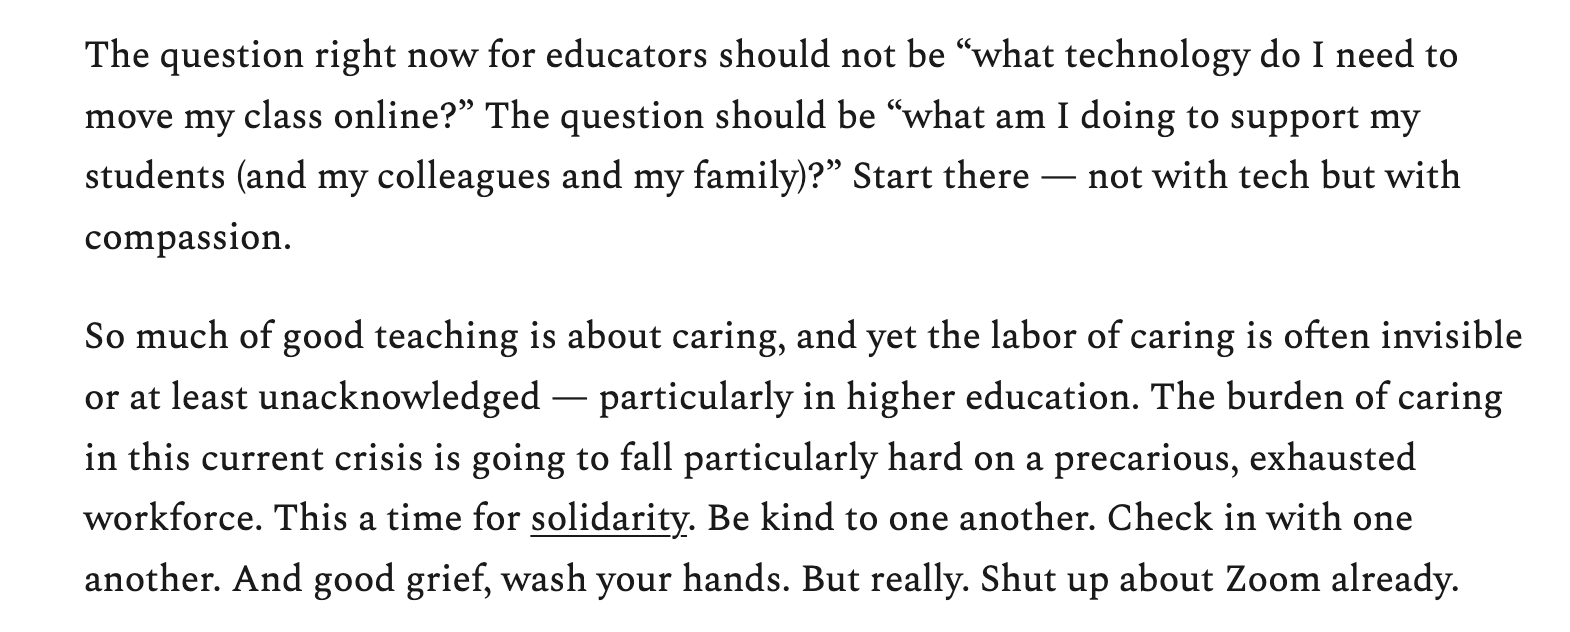 The question right now for educators should not be “what technology do I need to
move my class online?” The question should be “what am I doing to support my
students (and my colleagues and my family)?” Start there — not with tech but with
compassion.
So much of good teaching is about caring, and yet the labor of caring is often invisible
or at least unacknowledged — particularly in higher education. The burden of caring
in this current crisis is going to fall particularly hard on a precarious, exhausted
workforce. This a time for solidarity. Be kind to one another. Check in with one
another. And good grief, wash your hands. But really. Shut up about Zoom already.